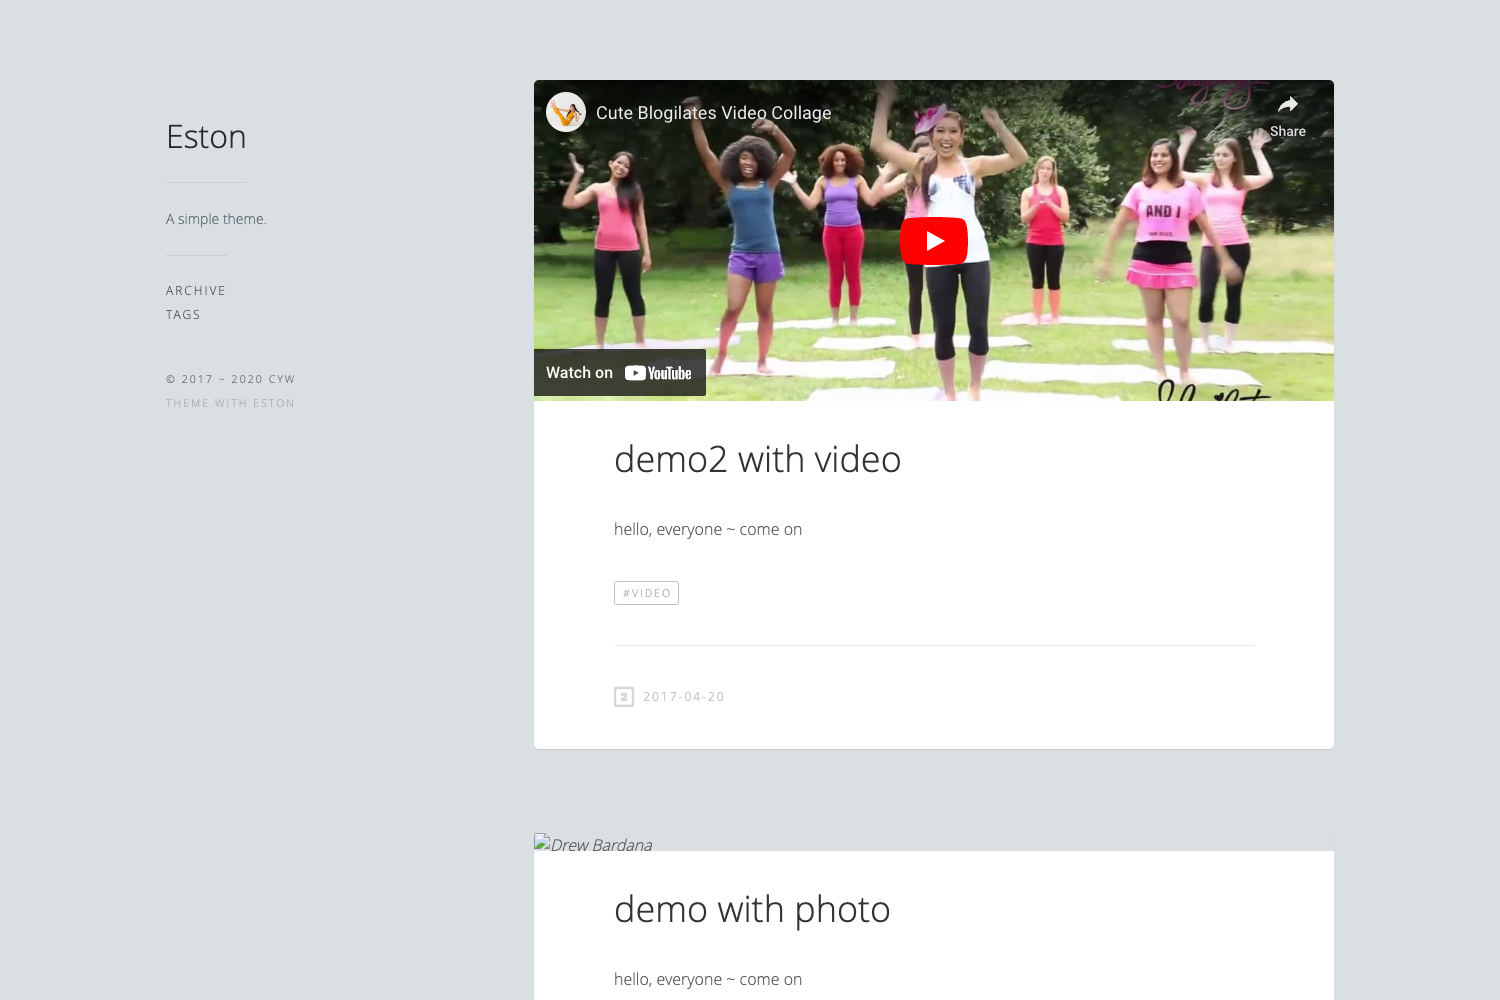 Eston
A simple theme.
ARCHIVE
TAGS
© 2017 ~ 2020 CYW
THEME WITH ESTON
Cute Blogilates Video Collage
Share
AND I
Watch on YouTube
demo2 with video
hello, everyone ~ come on
#VIDEO
2 2017-04-20
Drew Bardana
demo with photo
hello, everyone ~ come on